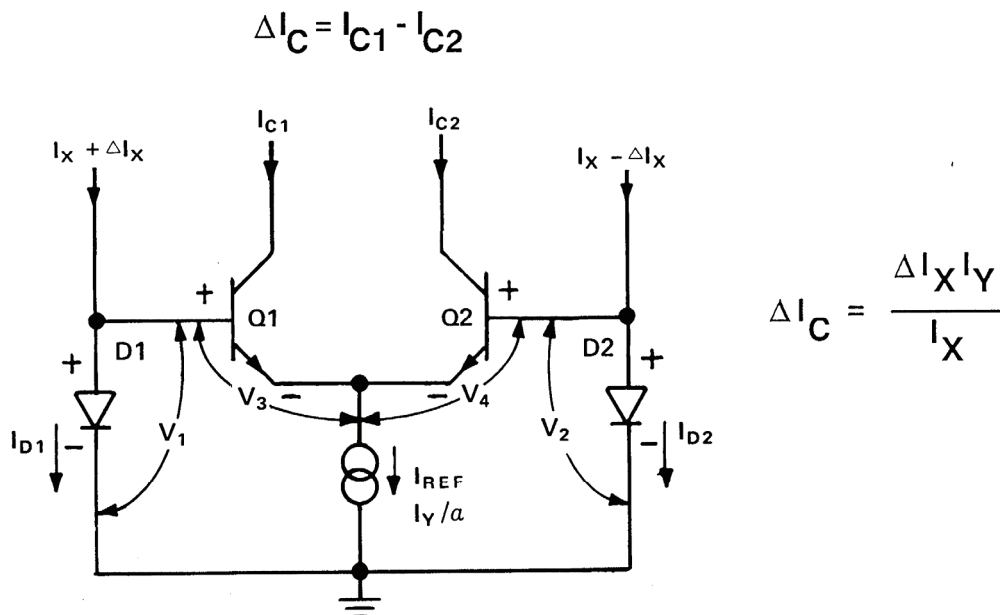 ΔI_C = I_C1 - I_C2
I_C1
I_C2
I_X + ΔI_X
I_X - ΔI_X
+
Q1
Q2
+
D1
D2
+
+
V_3
-
-
V_4
I_D1
-
V_1
V_2
-
I_D2
I_REF
I_Y/a
ΔI_C = ΔI_X I_Y / I_X